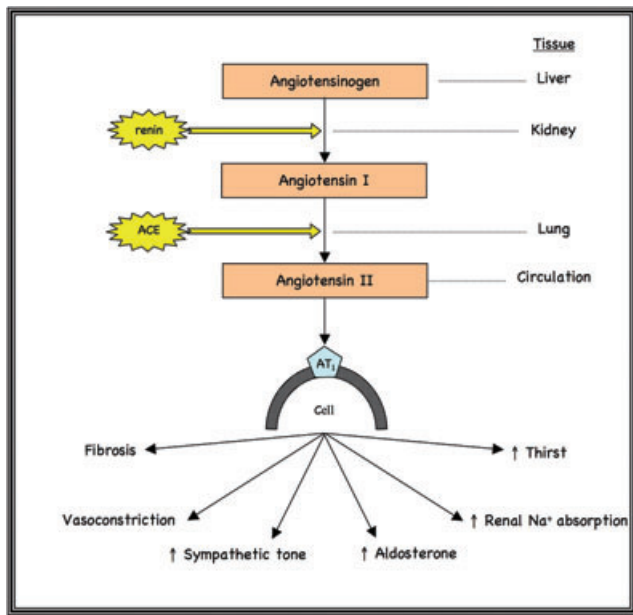 Tissue
Angiotensinogen
Liver
renin
Kidney
Angiotensin I
ACE
Lung
Angiotensin II
Circulation
AT₁
Cell
Fibrosis
↑ Thirst
Vasoconstriction
↑ Renal Na⁺ absorption
↑ Sympathetic tone
↑ Aldosterone